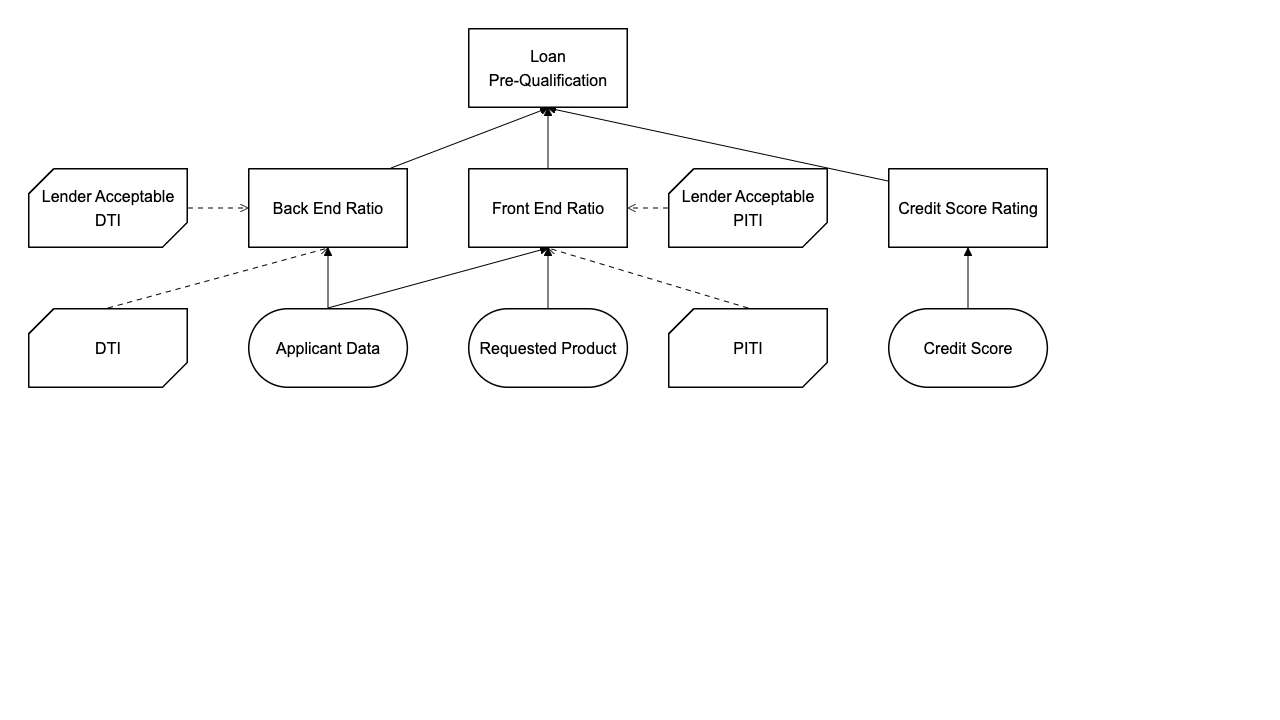 Loan
Pre-Qualification
Lender Acceptable
DTI
Back End Ratio
Front End Ratio
Lender Acceptable
PITI
Credit Score Rating
DTI
Applicant Data
Requested Product
PITI
Credit Score